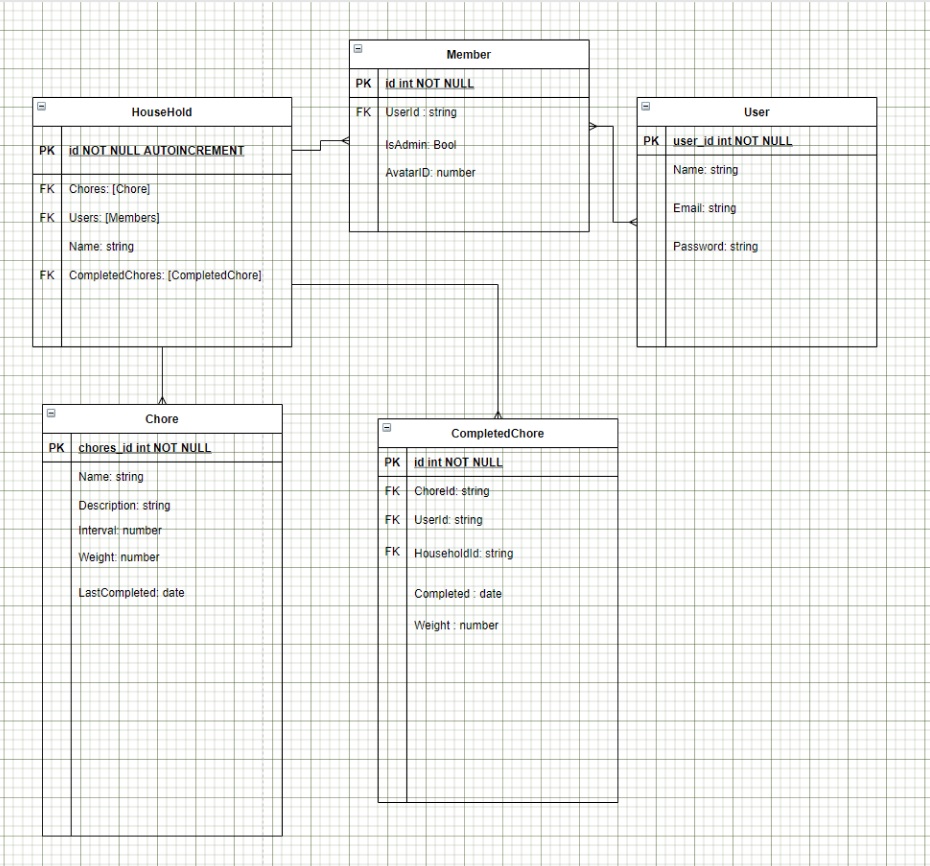 Member
PK id int NOT NULL
FK UserId : string
IsAdmin: Bool
AvatarID: number
HouseHold
PK id NOT NULL AUTOINCREMENT
FK Chores: [Chore]
FK Users: [Members]
Name: string
FK CompletedChores: [CompletedChore]
User
PK user_id int NOT NULL
Name: string
Email: string
Password: string
Chore
PK chores_id int NOT NULL
Name: string
Description: string
Interval: number
Weight: number
LastCompleted: date
CompletedChore
PK id int NOT NULL
FK ChoreId: string
FK UserId: string
FK HouseholdId: string
Completed : date
Weight : number